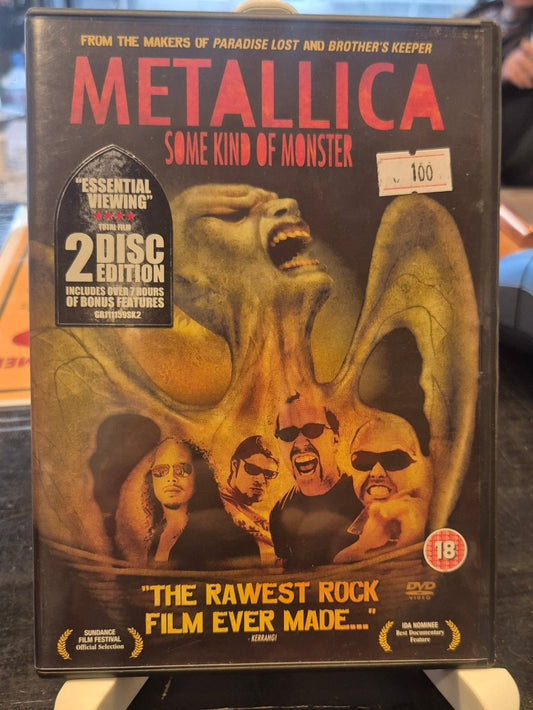 FROM THE MAKERS OF PARADISE LOST AND BROTHER'S KEEPER
METALLICA
SOME KIND OF MONSTER
100
"ESSENTIAL
VIEWING"
★★★★
TOTAL FILM
2 DISC
EDITION
INCLUDES OVER 7 HOURS
OF BONUS FEATURES
GR111159SK2
18
"THE RAWEST ROCK
FILM EVER MADE..."
-KERRANG!
DVD
VIDEO
SUNDANCE
FILM FESTIVAL
Official Selection
IDA NOMINEE
Best Documentary
Feature